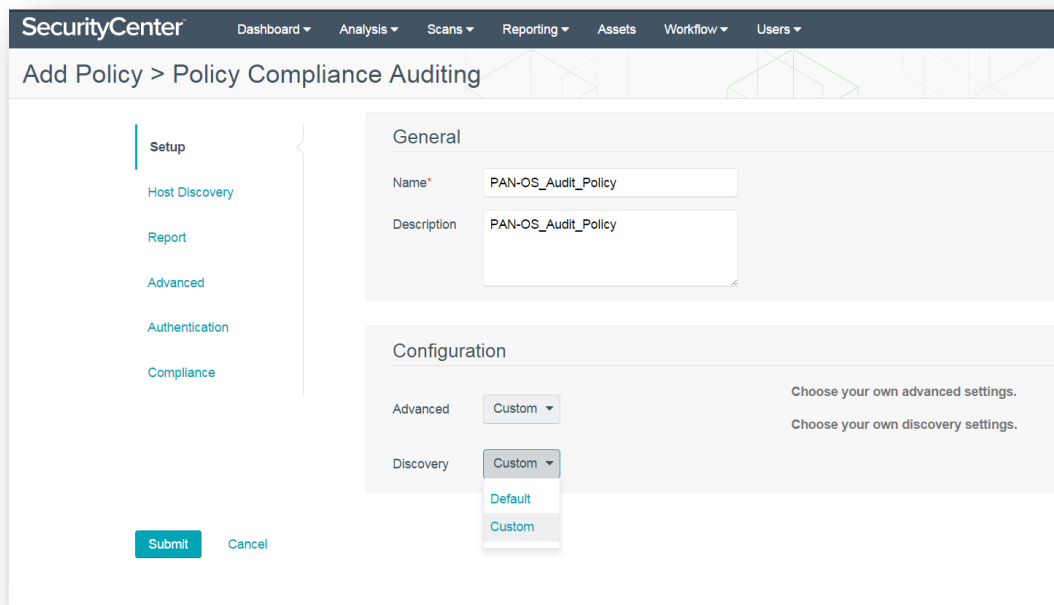 SecurityCenter Dashboard Analysis Scans Reporting Assets Workflow Users
Add Policy > Policy Compliance Auditing
Setup
Host Discovery
Report
Advanced
Authentication
Compliance
General
Name* PAN-OS_Audit_Policy
Description PAN-OS_Audit_Policy
Configuration
Advanced Custom
Choose your own advanced settings.
Choose your own discovery settings.
Discovery Custom
Default
Custom
Submit Cancel